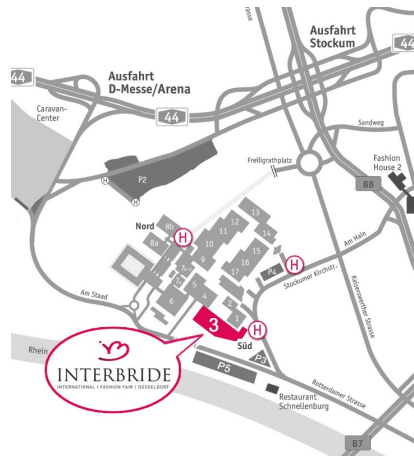 44
Ausfahrt
Stockum
44
Ausfahrt
D-Messe/Arena
44
Caravan-
Center
Sandweg
Freiligrathplatz
Fashion
House 2
P2
H
H
B8
Nord
8b
8a
H
13
12
11
10
9
14
15
16
17
P4
H
Am Hain
Stockumer Kirchstr.
Kaiserswerther Strasse
5
4
6
2
1
3
H
Süd
Am Staad
Rhein
P3
P5
Rotterdamer Strasse
Restaurant
Schnellenburg
B7
INTERBRIDE
INTERNATIONAL | FASHION FAIR | DÜSSELDORF